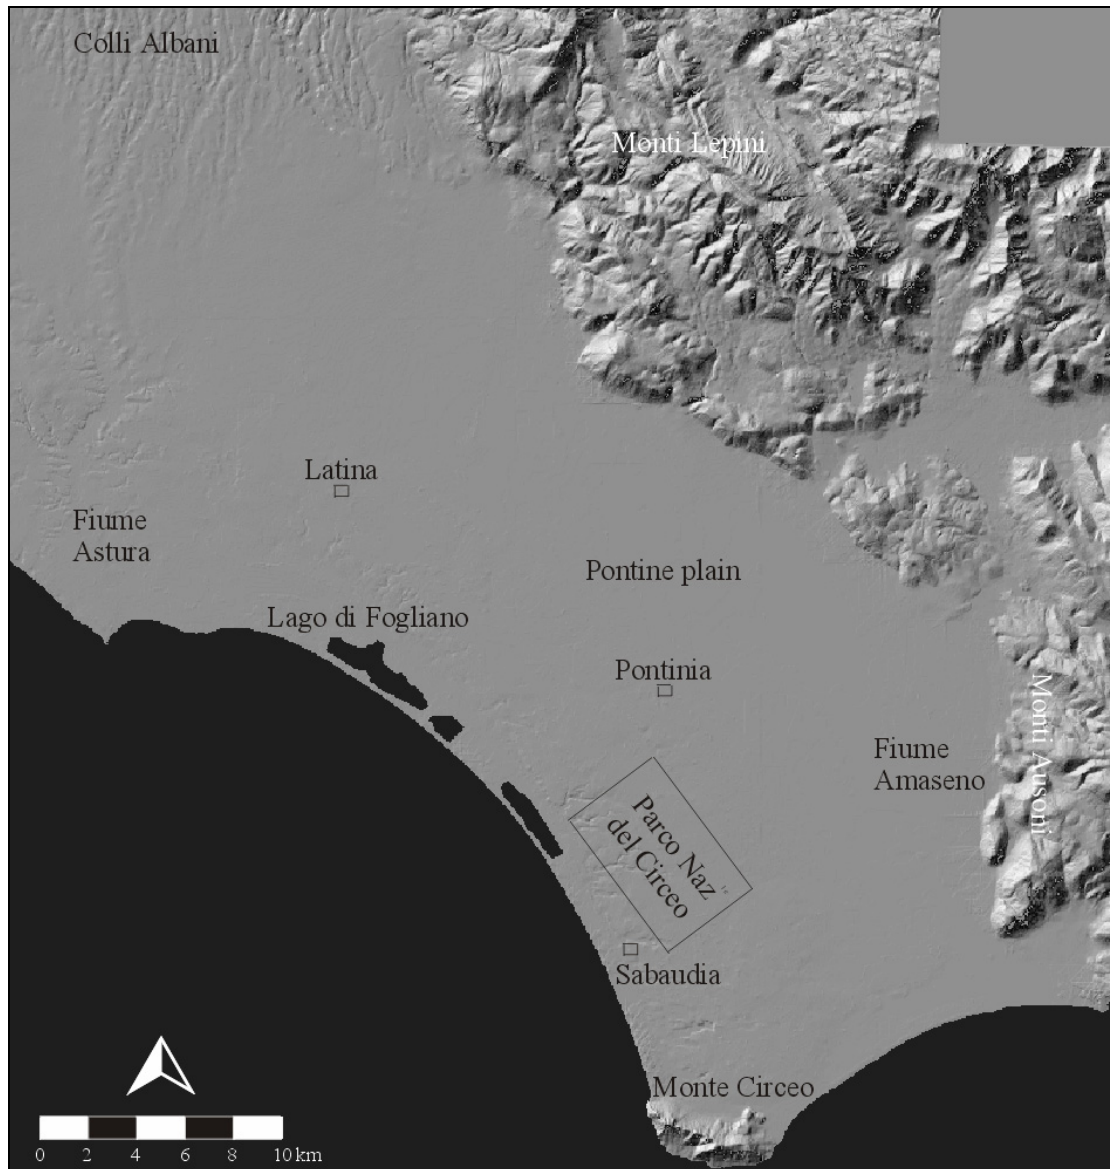 Colli Albani
Monti Lepini
Latina
Fiume
Astura
Pontine plain
Lago di Fogliano
Pontinia
Monti Ausoni
Fiume
Amaseno
Parco Naz
del Circeo
Sabaudia
Monte Circeo
0 2 4 6 8 10 km